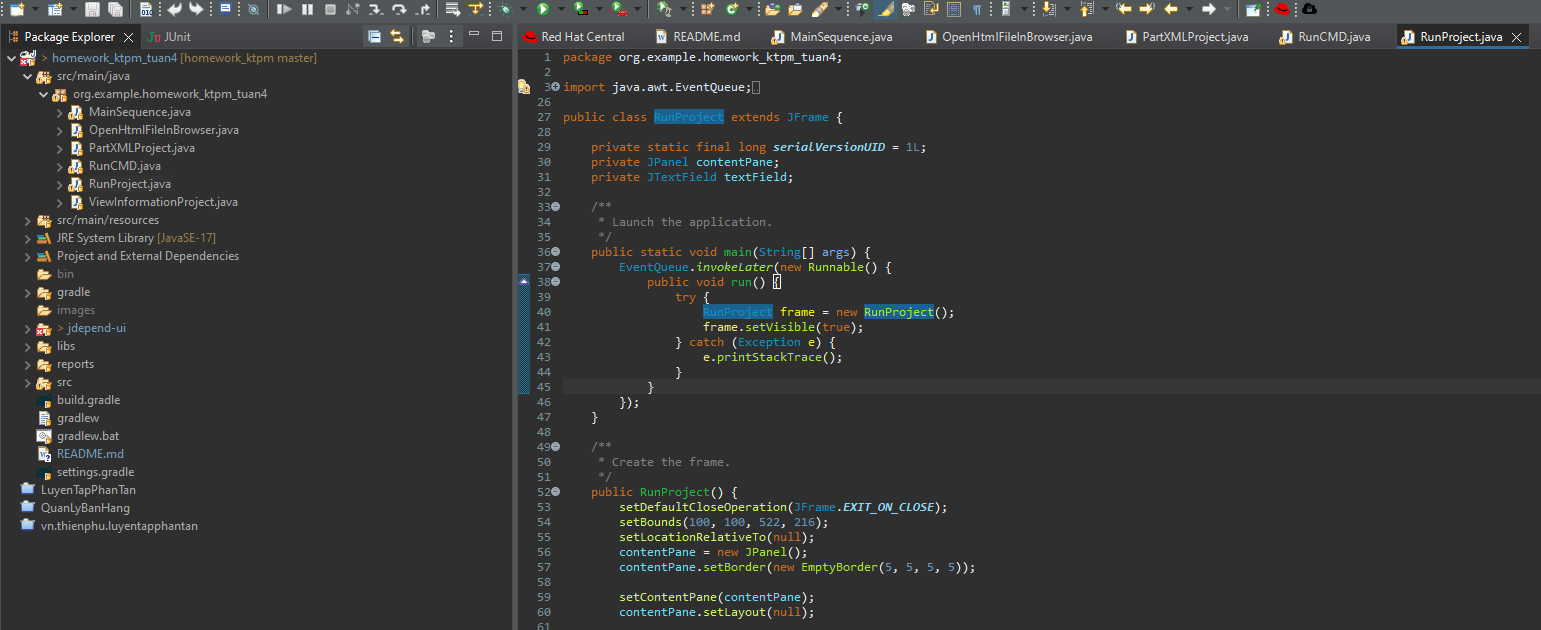 Package Explorer
JUnit
Red Hat Central
README.md
MainSequence.java
OpenHtmlFileInBrowser.java
PartXMLProject.java
RunCMD.java
RunProject.java
> homework_ktpm_tuan4 [homework_ktpm master]
src/main/java
org.example.homework_ktpm_tuan4
MainSequence.java
OpenHtmlFileInBrowser.java
PartXMLProject.java
RunCMD.java
RunProject.java
ViewInformationProject.java
src/main/resources
JRE System Library [JavaSE-17]
Project and External Dependencies
bin
gradle
images
> jdepend-ui
libs
reports
src
build.gradle
gradlew
gradlew.bat
README.md
settings.gradle
LuyenTapPhanTan
QuanLyBanHang
vn.thienphu.luyentapphantan
1 package org.example.homework_ktpm_tuan4;
2
3 import java.awt.EventQueue;
26
27 public class RunProject extends JFrame {
28
29 private static final long serialVersionUID = 1L;
30 private JPanel contentPane;
31 private JTextField textField;
32
33 /**
34 * Launch the application.
35 */
36 public static void main(String[] args) {
37 EventQueue.invokeLater(new Runnable() {
38 public void run() {
39 try {
40 RunProject frame = new RunProject();
41 frame.setVisible(true);
42 } catch (Exception e) {
43 e.printStackTrace();
44 }
45 }
46 });
47 }
48
49 /**
50 * Create the frame.
51 */
52 public RunProject() {
53 setDefaultCloseOperation(JFrame.EXIT_ON_CLOSE);
54 setBounds(100, 100, 522, 216);
55 setLocationRelativeTo(null);
56 contentPane = new JPanel();
57 contentPane.setBorder(new EmptyBorder(5, 5, 5, 5));
58
59 setContentPane(contentPane);
60 contentPane.setLayout(null);
61